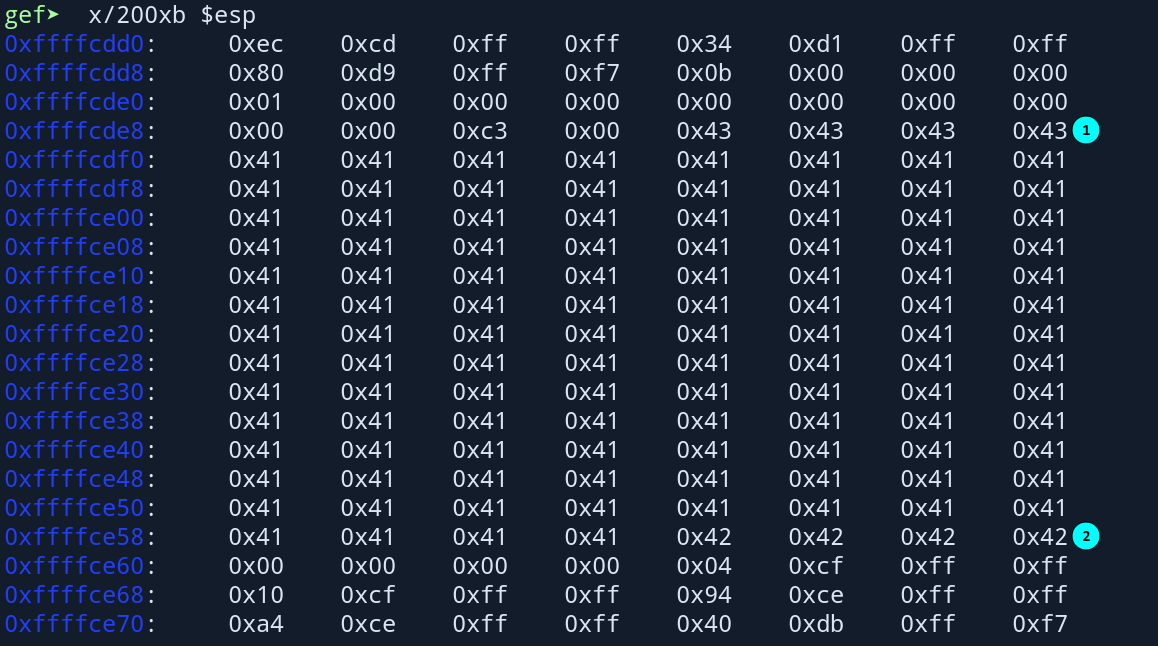 gef➤  x/200xb $esp
0xffffcdd0: 0xec 0xcd 0xff 0xff 0x34 0xd1 0xff 0xff
0xffffcdd8: 0x80 0xd9 0xff 0xf7 0x0b 0x00 0x00 0x00
0xffffcde0: 0x01 0x00 0x00 0x00 0x00 0x00 0x00 0x00
0xffffcde8: 0x00 0x00 0xc3 0x00 0x43 0x43 0x43 0x43 1
0xffffcdf0: 0x41 0x41 0x41 0x41 0x41 0x41 0x41 0x41
0xffffcdf8: 0x41 0x41 0x41 0x41 0x41 0x41 0x41 0x41
0xffffce00: 0x41 0x41 0x41 0x41 0x41 0x41 0x41 0x41
0xffffce08: 0x41 0x41 0x41 0x41 0x41 0x41 0x41 0x41
0xffffce10: 0x41 0x41 0x41 0x41 0x41 0x41 0x41 0x41
0xffffce18: 0x41 0x41 0x41 0x41 0x41 0x41 0x41 0x41
0xffffce20: 0x41 0x41 0x41 0x41 0x41 0x41 0x41 0x41
0xffffce28: 0x41 0x41 0x41 0x41 0x41 0x41 0x41 0x41
0xffffce30: 0x41 0x41 0x41 0x41 0x41 0x41 0x41 0x41
0xffffce38: 0x41 0x41 0x41 0x41 0x41 0x41 0x41 0x41
0xffffce40: 0x41 0x41 0x41 0x41 0x41 0x41 0x41 0x41
0xffffce48: 0x41 0x41 0x41 0x41 0x41 0x41 0x41 0x41
0xffffce50: 0x41 0x41 0x41 0x41 0x41 0x41 0x41 0x41
0xffffce58: 0x41 0x41 0x41 0x41 0x42 0x42 0x42 0x42 2
0xffffce60: 0x00 0x00 0x00 0x00 0x04 0xcf 0xff 0xff
0xffffce68: 0x10 0xcf 0xff 0xff 0x94 0xce 0xff 0xff
0xffffce70: 0xa4 0xce 0xff 0xff 0x40 0xdb 0xff 0xf7